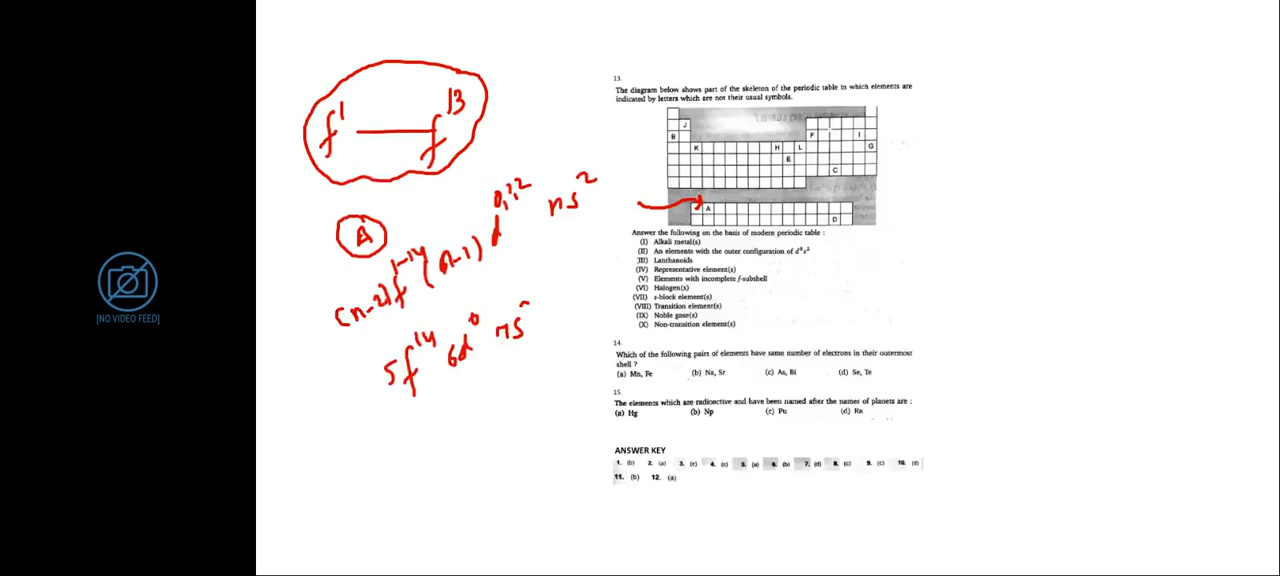 [NO VIDEO FEED]
f¹ — f¹³
A
(n-2)f¹⁻¹⁴ (n-1) d⁰,¹,² ns²
5f¹⁴ 6d⁰
13.
The diagram below shows part of the skeleton of the periodic table in which elements are
indicated by letters which are not their usual symbols.
J
F I
B
K H L G
E
C
A
D
Answer the following on the basis of modern periodic table :
(I) Alkali metal(s)
(II) An elements with the outer configuration of d⁸s²
(III) Lanthanoids
(IV) Representative element(s)
(V) Elements with incomplete f-subshell
(VI) Halogen(s)
(VII) s-block element(s)
(VIII) Transition element(s)
(IX) Noble gase(s)
(X) Non-transition element(s)
14.
Which of the following pairs of elements have same number of electrons in their outermost
shell ?
(a) Mn, Fe (b) Na, Sr (c) As, Bi (d) Se, Te
15.
The elements which are radioactive and have been named after the names of planets are :
(a) Hg (b) Np (c) Pu (d) Ra
ANSWER KEY
1. (b) 2. (a) 3. (c) 4. (c) 5. (a) 6. (b) 7. (d) 8. (c) 9. (c) 10. (d)
11. (b) 12. (a)